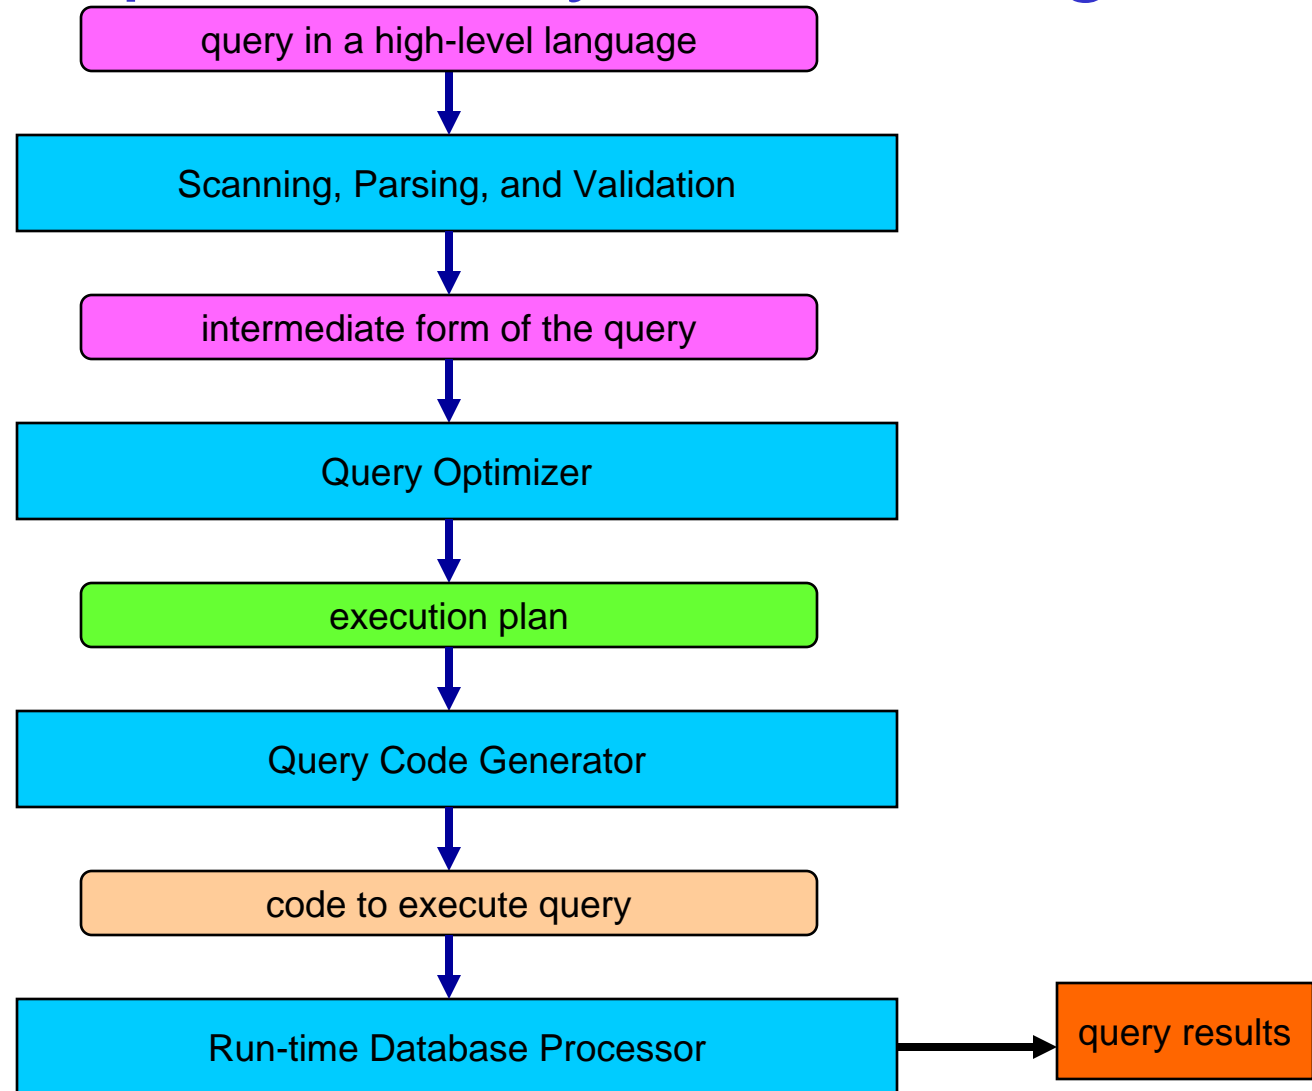 query in a high-level language
Scanning, Parsing, and Validation
intermediate form of the query
Query Optimizer
execution plan
Query Code Generator
code to execute query
Run-time Database Processor
query results